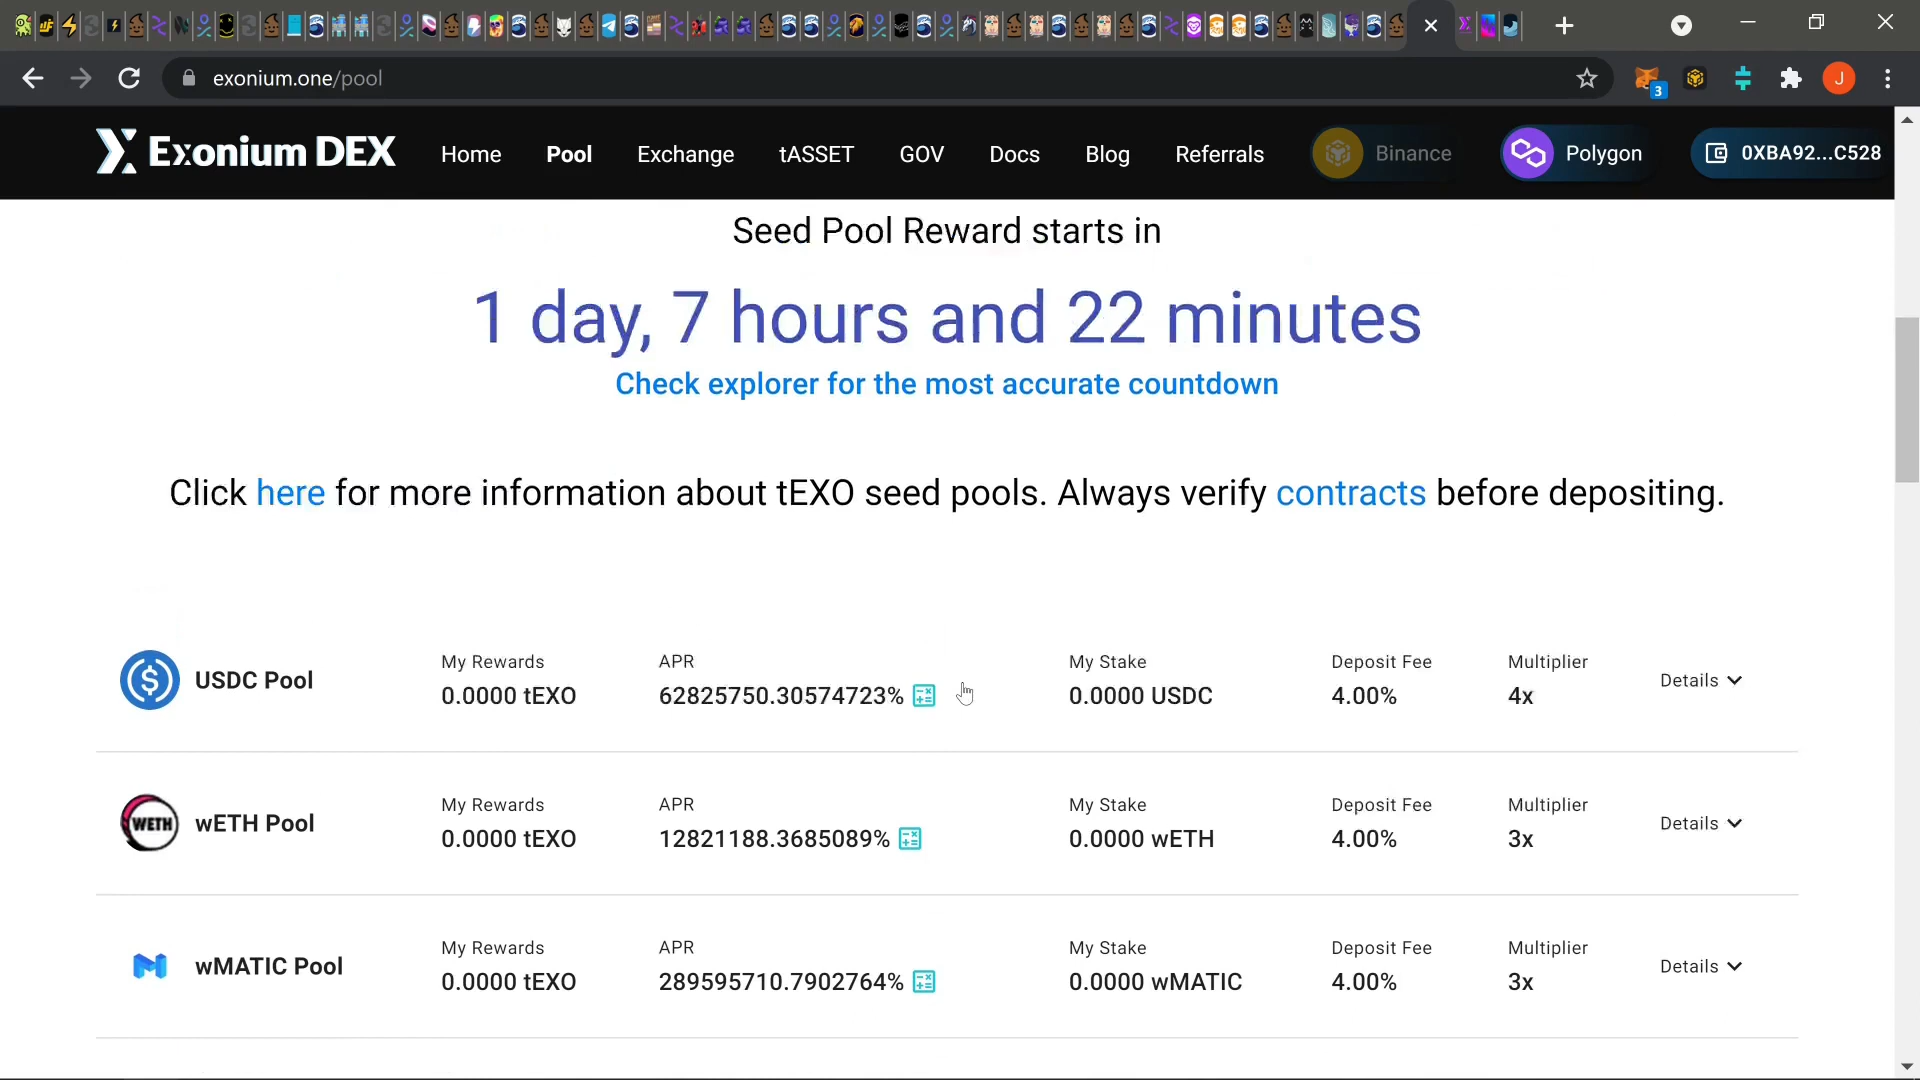 exonium.one/pool
3
J
Exonium DEX
Home
Pool
Exchange
tASSET
GOV
Docs
Blog
Referrals
Binance
Polygon
0XBA92...C528
Seed Pool Reward starts in
1 day, 7 hours and 22 minutes
Check explorer for the most accurate countdown
Click here for more information about tEXO seed pools. Always verify contracts before depositing.
USDC Pool
My Rewards
0.0000 tEXO
APR
62825750.30574723%
My Stake
0.0000 USDC
Deposit Fee
4.00%
Multiplier
4x
Details
WETH
wETH Pool
My Rewards
0.0000 tEXO
APR
12821188.3685089%
My Stake
0.0000 wETH
Deposit Fee
4.00%
Multiplier
3x
Details
wMATIC Pool
My Rewards
0.0000 tEXO
APR
289595710.7902764%
My Stake
0.0000 wMATIC
Deposit Fee
4.00%
Multiplier
3x
Details